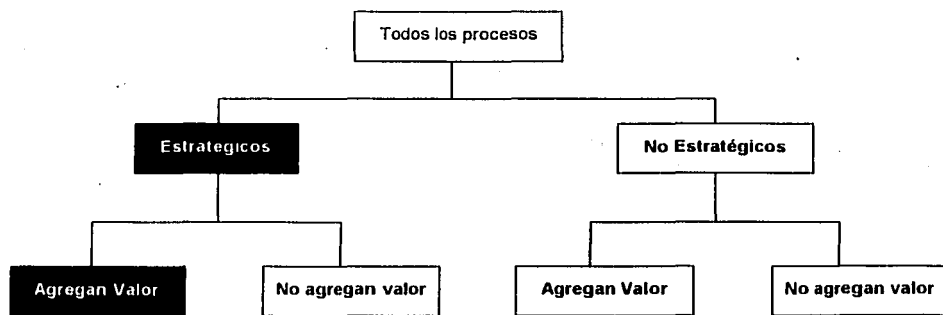 Todos los procesos
Estrategicos
No Estratégicos
Agregan Valor
No agregan valor
Agregan Valor
No agregan valor